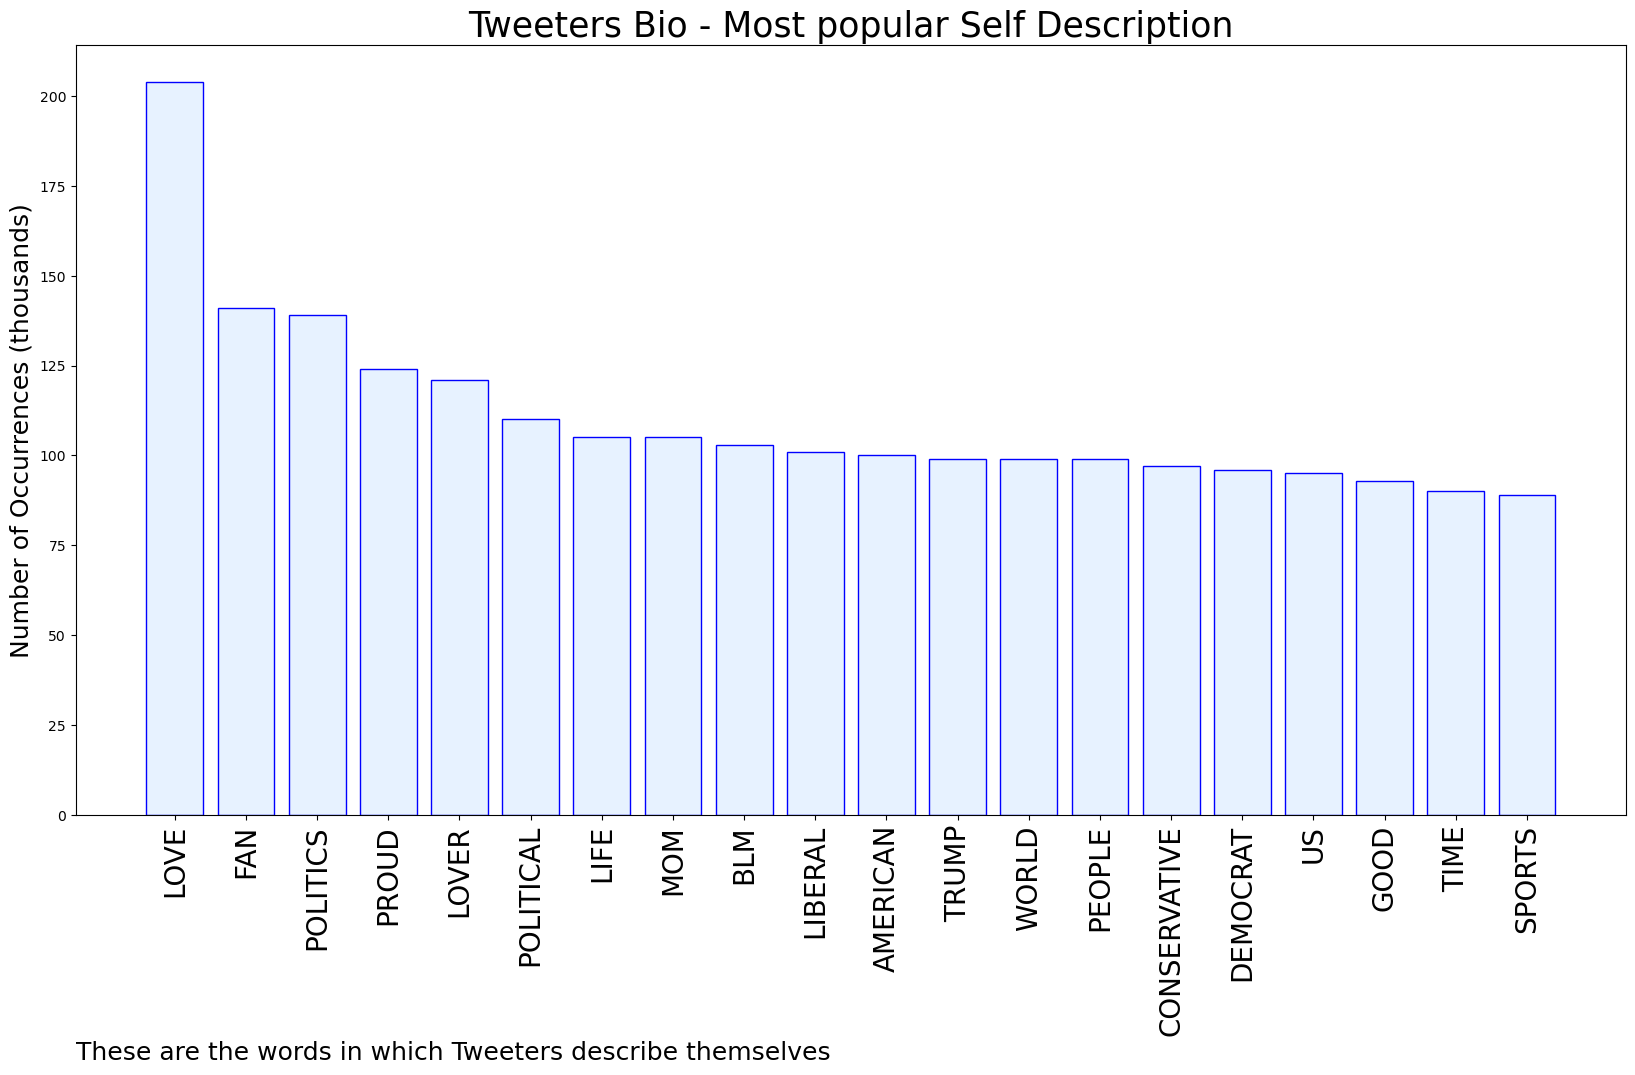 Tweeters Bio - Most popular Self Description
Number of Occurrences (thousands)
200
175
150
125
100
75
50
25
0
LOVE
FAN
POLITICS
PROUD
LOVER
POLITICAL
LIFE
MOM
BLM
LIBERAL
AMERICAN
TRUMP
WORLD
PEOPLE
CONSERVATIVE
DEMOCRAT
US
GOOD
TIME
SPORTS
These are the words in which Tweeters describe themselves